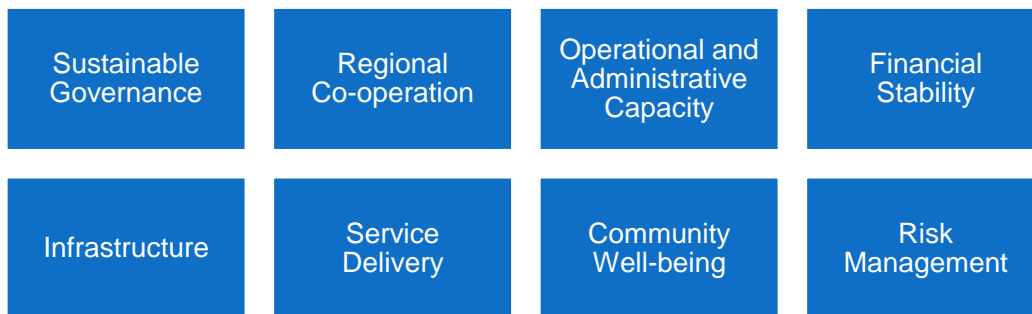 Sustainable
Governance
Regional
Co-operation
Operational and
Administrative
Capacity
Financial
Stability
Infrastructure
Service
Delivery
Community
Well-being
Risk
Management